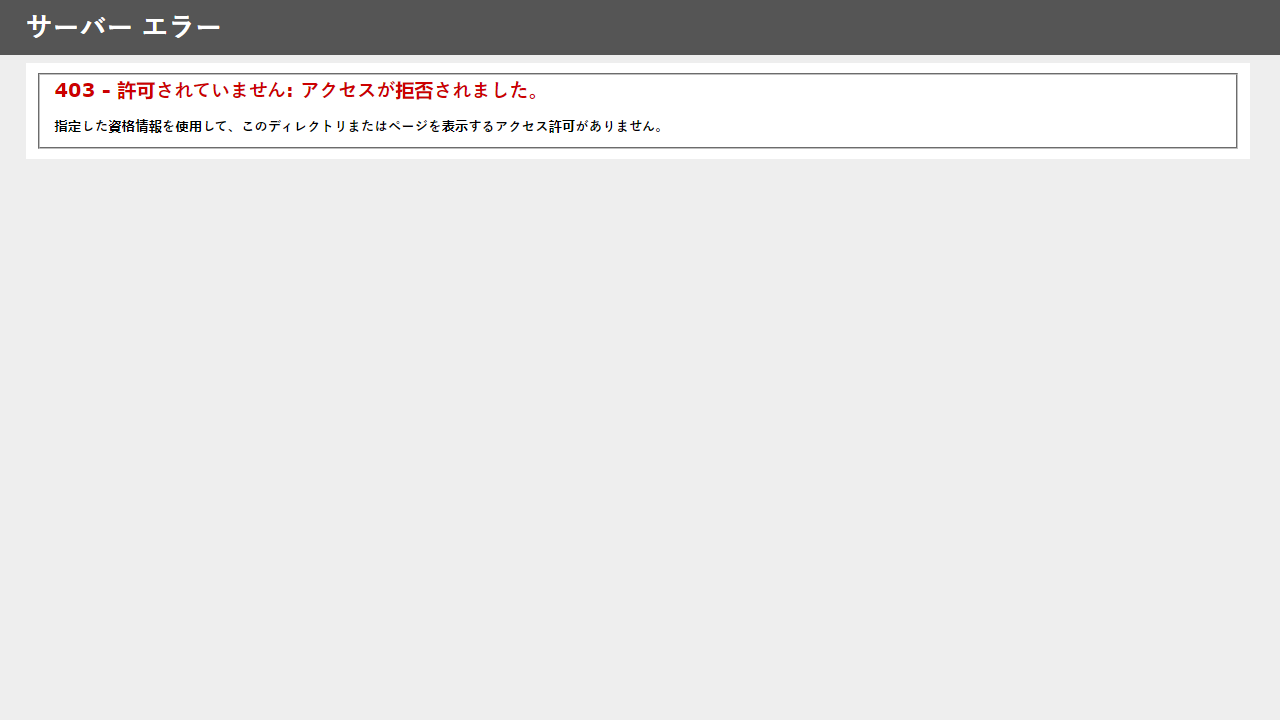 サーバー エラー
403 - 許可されていません: アクセスが拒否されました。
指定した資格情報を使用して、このディレクトリまたはページを表示するアクセス許可がありません。